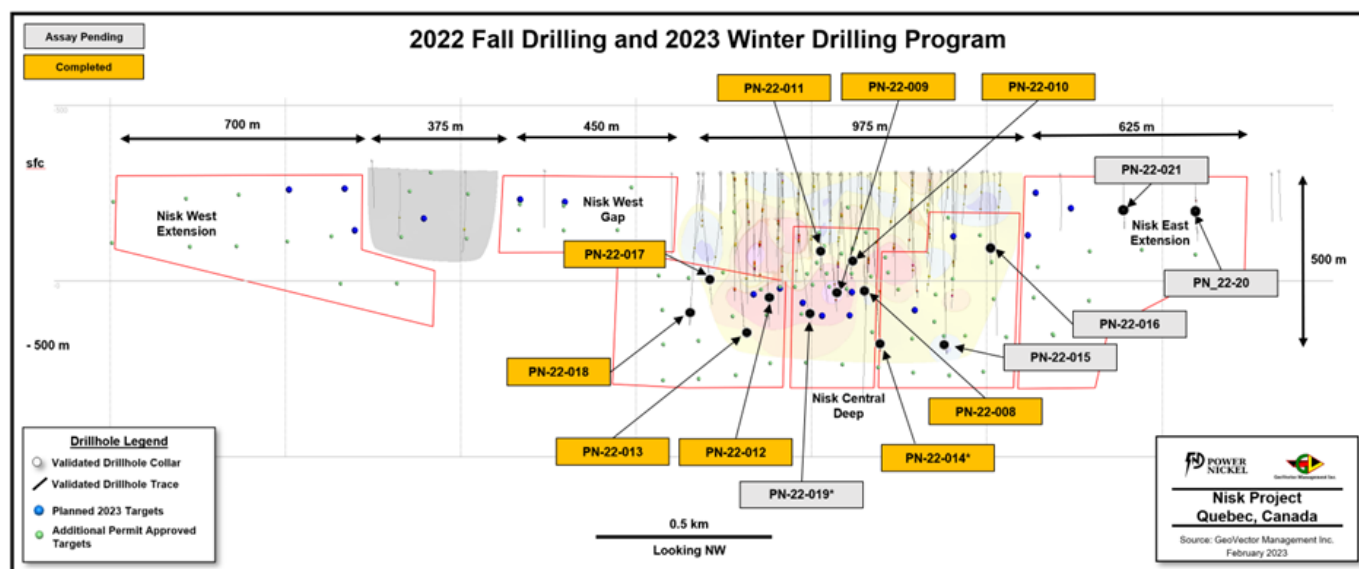 Assay Pending
Completed
2022 Fall Drilling and 2023 Winter Drilling Program
PN-22-011
PN-22-009
PN-22-010
700 m
375 m
450 m
975 m
625 m
sfc
PN-22-021
Nisk West
Extension
Nisk West
Gap
Nisk East
Extension
PN-22-017
500 m
PN_22-20
0
PN-22-016
- 500 m
PN-22-015
PN-22-018
Nisk Central
Deep
PN-22-008
PN-22-013
PN-22-012
PN-22-014*
PN-22-019*
0.5 km
Looking NW
Drillhole Legend
Validated Drillhole Collar
Validated Drillhole Trace
Planned 2023 Targets
Additional Permit Approved
Targets
POWER
NICKEL
GeoVector Management Inc.
Nisk Project
Quebec, Canada
Source: GeoVector Management Inc.
February 2023